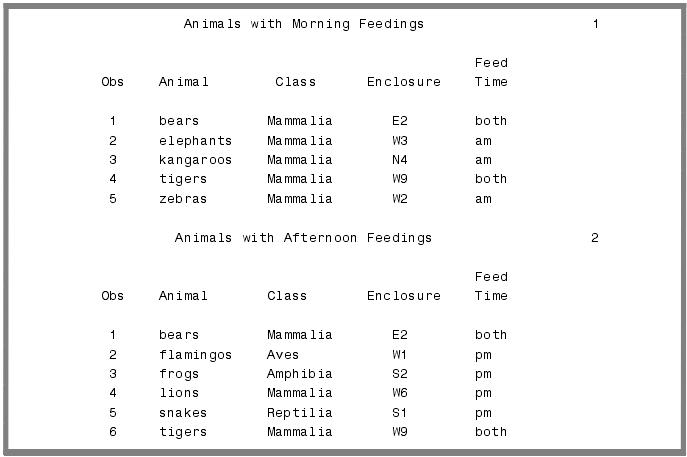 Animals with Morning Feedings 1
Feed
Obs Animal Class Enclosure Time
1 bears Mammalia E2 both
2 elephants Mammalia W3 am
3 kangaroos Mammalia N4 am
4 tigers Mammalia W9 both
5 zebras Mammalia W2 am
Animals with Afternoon Feedings 2
Feed
Obs Animal Class Enclosure Time
1 bears Mammalia E2 both
2 flamingos Aves W1 pm
3 frogs Amphibia S2 pm
4 lions Mammalia W6 pm
5 snakes Reptilia S1 pm
6 tigers Mammalia W9 both